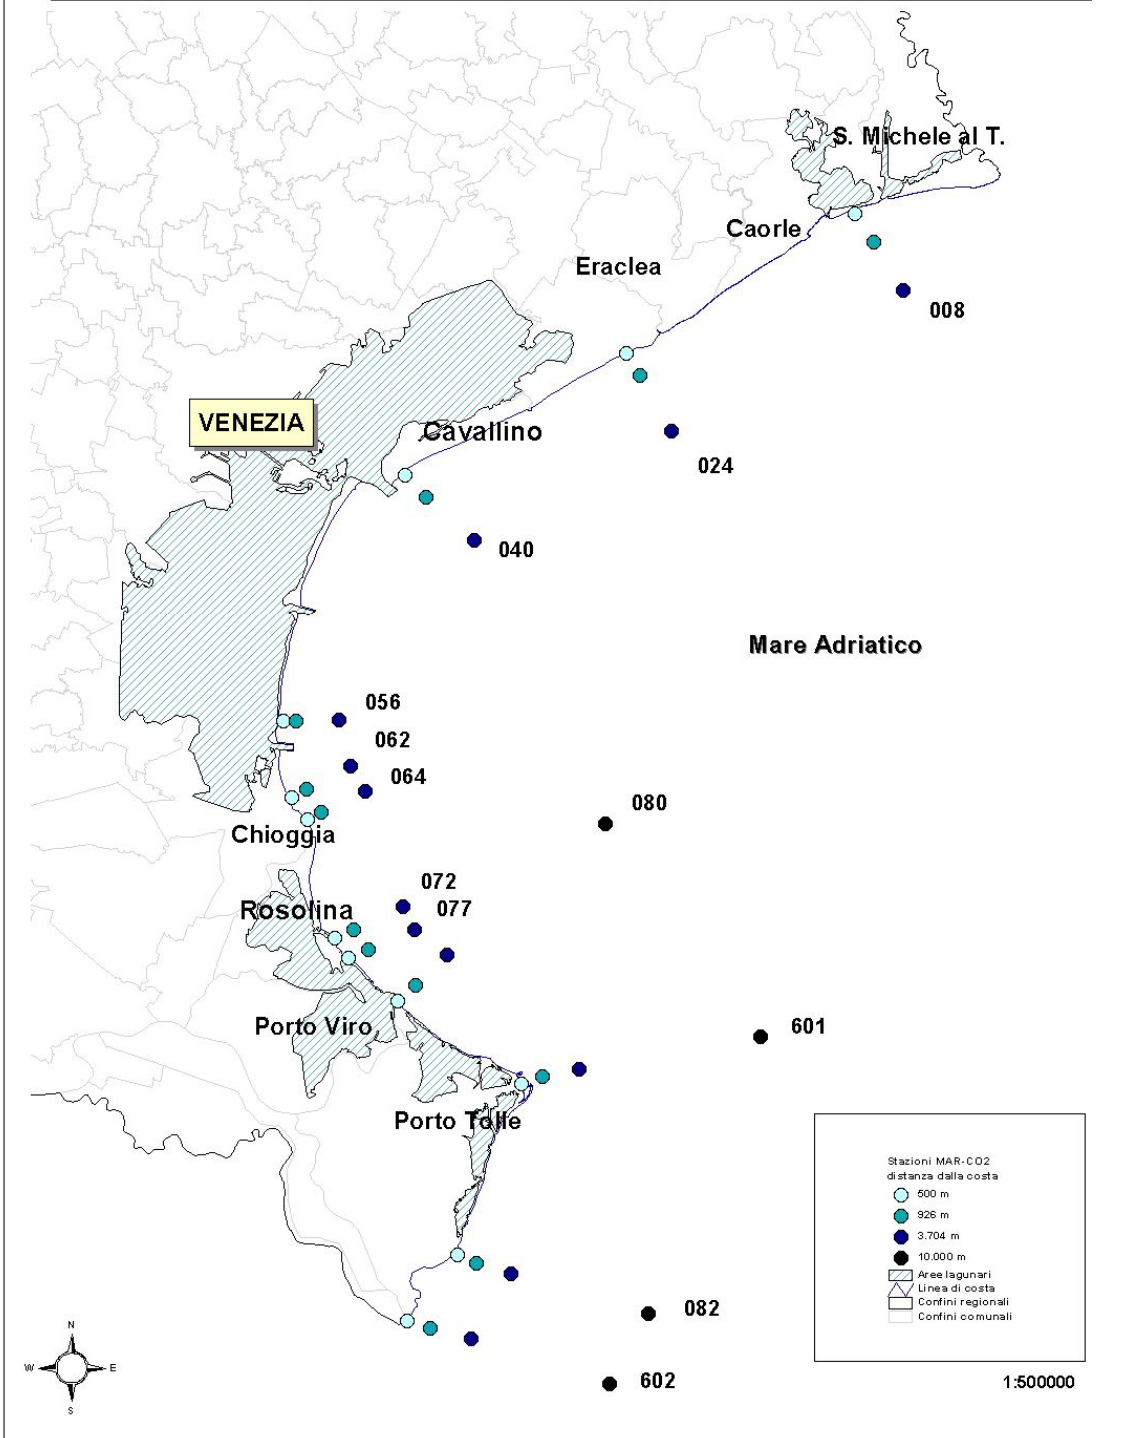 S. Michele al T.
Caorle
Eraclea
008
VENEZIA
Cavallino
024
040
Mare Adriatico
056
062
064
080
Chioggia
072
Rosolina
077
Porto Viro
601
Porto Tolle
Stazioni MAR-CO2
distanza dalla costa
500 m
926 m
3.704 m
10.000 m
Aree lagunari
Linea di costa
Confini regionali
Confini comunali
082
N
W E
S
602
1:500000